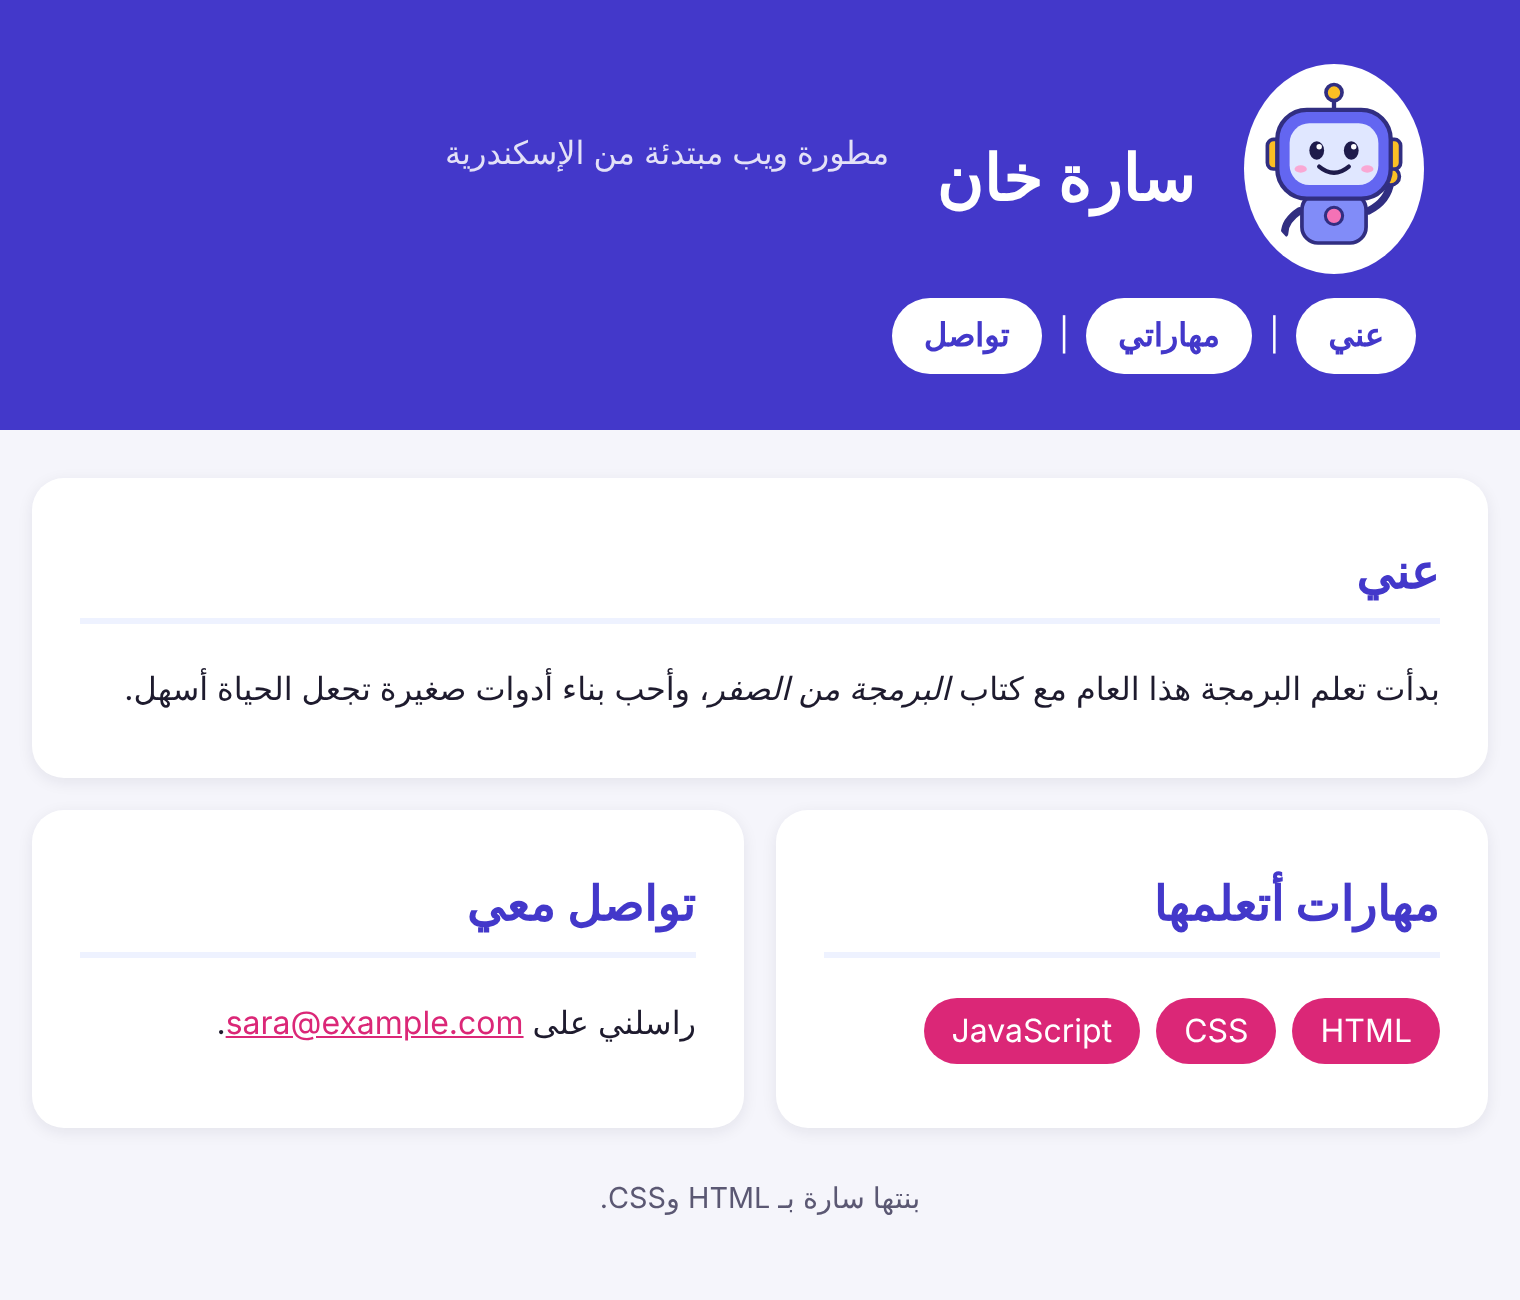 سارة خان
مطورة ويب مبتدئة من الإسكندرية
عني | مهاراتي | تواصل
عني
بدأت تعلم البرمجة هذا العام مع كتاب البرمجة من الصفر، وأحب بناء أدوات صغيرة تجعل الحياة أسهل.
مهارات أتعلمها
HTML CSS JavaScript
تواصل معي
راسلني على sara@example.com.
بنتها سارة بـ HTML وCSS.